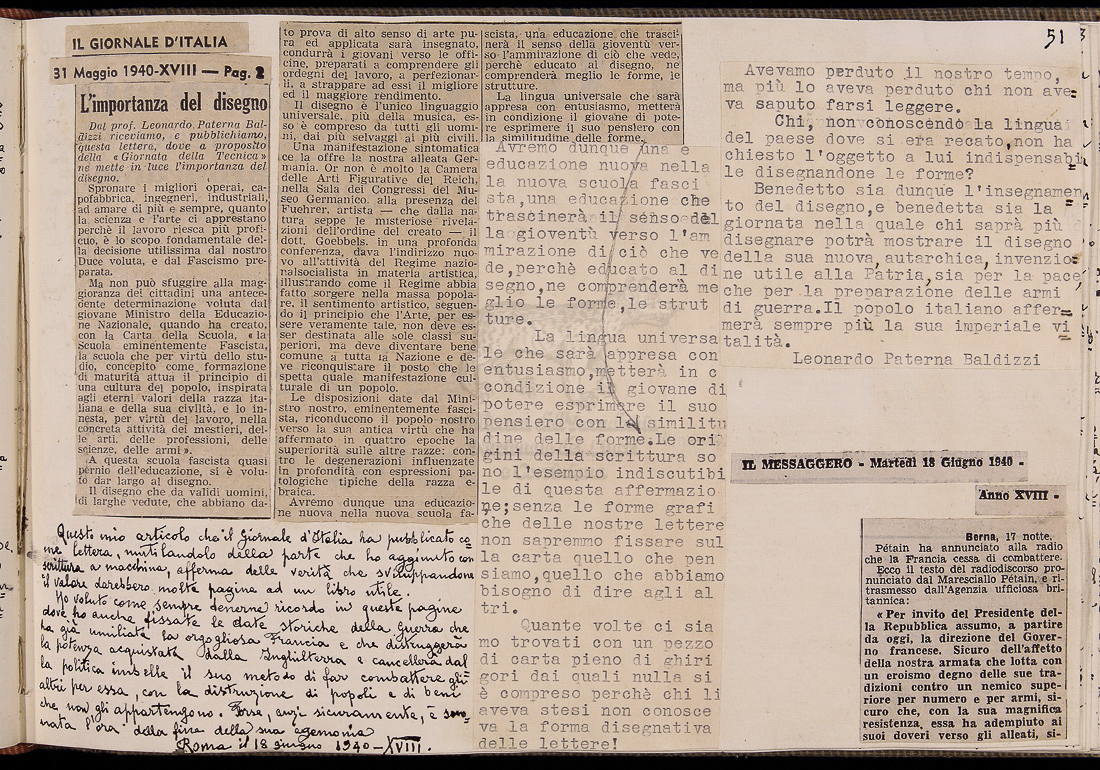 51
IL GIORNALE D'ITALIA
31 Maggio 1940-XVIII — Pag. 2
L'importanza del disegno
Dal prof. Leonardo Paterna Bal-
dizzi riceviamo, e pubblichiamo,
questa lettera, dove a proposito
della « Giornata della Tecnica »
ne mette in luce l'importanza del
disegno.
Spronare i migliori operai, ca-
pofabbrica, ingegneri, industriali,
ad amare di più e sempre, quanto
la scienza e l'arte ci apprestano
perchè il lavoro riesca più profi-
cuo, è lo scopo fondamentale del-
la decisione utilissima dal nostro
Duce voluta, e dal Fascismo pre-
parata.
Ma non può sfuggire alla mag-
gioranza dei cittadini una antece-
dente determinazione voluta dal
giovane Ministro della Educazio-
ne Nazionale, quando ha creato,
con la Carta della Scuola, « la
Scuola eminentemente Fascista,
la scuola che per virtù dello stu-
dio, concepito come formazione
di maturità attua il principio di
una cultura del popolo, inspirata
agli eterni valori della razza ita-
liana e della sua civiltà, e lo in-
nesta, per virtù del lavoro, nella
concreta attività dei mestieri, del-
le arti, delle professioni, delle
scienze, delle armi ».
A questa scuola fascista quasi
pernio dell'educazione, si è volu-
to dar largo al disegno.
Il disegno che da validi uomini,
di larghe vedute, che abbiano da-
to prova di alto senso di arte pu-
ra ed applicata sarà insegnato,
condurrà i giovani verso le offi-
cine, preparati a comprendere gli
ordegni del lavoro, a perfezionar-
li, a strappare ad essi il migliore
ed il maggiore rendimento.
Il disegno è l'unico linguaggio
universale, più della musica, es-
so è compreso da tutti gli uomi-
ni, dai più selvaggi ai più civili.
Una manifestazione sintomatica
ce la offre la nostra alleata Ger-
mania. Or non è molto la Camera
delle Arti Figurative del Reich,
nella Sala dei Congressi del Mu-
seo Germanico, alla presenza del
Fuehrer, artista — che dalla na-
tura seppe le misteriose rivela-
zioni dell'ordine del creato — il
dott. Goebbels, in una profonda
conferenza, dava l'indirizzo nuo-
vo all'attività del Regime nazio-
nalsocialista in materia artistica,
illustrando come il Regime abbia
fatto sorgere nella massa popola-
re, il sentimento artistico, seguen-
do il principio che l'Arte, per es-
sere veramente tale, non deve es-
ser destinata alle sole classi su-
periori, ma deve diventare bene
comune a tutta la Nazione e de-
ve riconquistare il posto che le
spetta quale manifestazione cul-
turale di un popolo.
Le disposizioni date dal Mini-
stro nostro, eminentemente fasci-
sta, riconducono il popolo nostro
verso la sua antica virtù che ha
affermato in quattro epoche la
superiorità sulle altre razze: con-
tro le degenerazioni influenzate
in profondità con espressioni pa-
tologiche tipiche della razza e-
braica.
Avremo dunque una educazio-
ne nuova nella nuova scuola fa-
scista, una educazione che trasci-
nerà il senso della gioventù ver-
so l'ammirazione di ciò che vede,
perchè educato al disegno, ne
comprenderà meglio le forme, le
strutture.
La lingua universale che sarà
appresa con entusiasmo, metterà
in condizione il giovane di pote-
re esprimere il suo pensiero con
la similitudine delle forme.
Avremo dunque una e
educazione nuova nella
la nuova scuola fasci
sta, una educazione che
trascinerà il senso del
la gioventù verso l'am
mirazione di ciò che ve
de, perchè educato al di
segno, ne comprenderà me
glio le forme, le strut
ture.
La lingua universa
le che sarà appresa con
entusiasmo, metterà in c
condizione il giovane di
potere esprimere il suo
pensiero con la similitu
dine delle forme. Le ori
gini della scrittura so
no l'esempio indiscutibi
le di questa affermazio
ne; senza le forme grafi
che delle nostre lettere
non sapremmo fissare sul
la carta quello che pen
siamo, quello che abbiamo
bisogno di dire agli al
tri.
Quante volte ci sia
mo trovati con un pezzo
di carta pieno di ghiri
gori dai quali nulla si
è compreso perchè chi li
aveva stesi non conosce
va la forma disegnativa
delle lettere!
Avevamo perduto il nostro tempo,
ma più lo aveva perduto chi non ave=
va saputo farsi leggere.
Chi, non conoscendo la lingua
del paese dove si era recato, non ha
chiesto l'oggetto a lui indispensabi
le disegnandone le forme?
Benedetto sia dunque l'insegnamen
to del disegno, e benedetta sia la =
giornata nella quale chi saprà più
disegnare potrà mostrare il disegno
della sua nuova, autarchica, invenzio=
ne utile alla Patria, sia per la pace
che per la preparazione delle armi
di guerra. Il popolo italiano affer=
merà sempre più la sua imperiale vi
talità. =
Leonardo Paterna Baldizzi
Questo mio articolo che il Giornale d'Italia ha pubblicato co=
me lettera, mutilandolo della parte che ho aggiunto con
scrittura a macchina, afferma delle verità che sviluppandone
il valore darebbero molte pagine ad un libro utile.
Ho voluto come sempre tenerne ricordo in queste pagine
dove ho anche fissate le date storiche della Guerra che
ha già umiliata la orgogliosa Francia e che distruggerà
la potenza acquistata dalla Inghilterra e cancellerà dal
la politica imbelle il suo metodo di far combattere gli
altri per essa, con la distruzione di popoli e di beni
che non gli appartengono. Forse, anzi sicuramente, è suo=
nata l'ora della fine della sua egemonia
Roma il 18 giugno 1940-XVIII.
IL MESSAGGERO - Martedì 18 Giugno 1940 -
Anno XVIII -
Berna, 17 notte.
Pétain ha annunciato alla radio
che la Francia cessa di combattere.
Ecco il testo del radiodiscorso pro-
nunciato dal Maresciallo Pétain, e ri-
trasmesso dall'Agenzia ufficiosa bri-
tannica:
« Per invito del Presidente del-
la Repubblica assumo, a partire
da oggi, la direzione del Gover-
no francese. Sicuro dell'affetto
della nostra armata che lotta con
un eroismo degno delle sue tra-
dizioni contro un nemico supe-
riore per numero e per armi, si-
curo che, con la sua magnifica
resistenza, essa ha adempiuto ai
suoi doveri verso gli alleati, si-